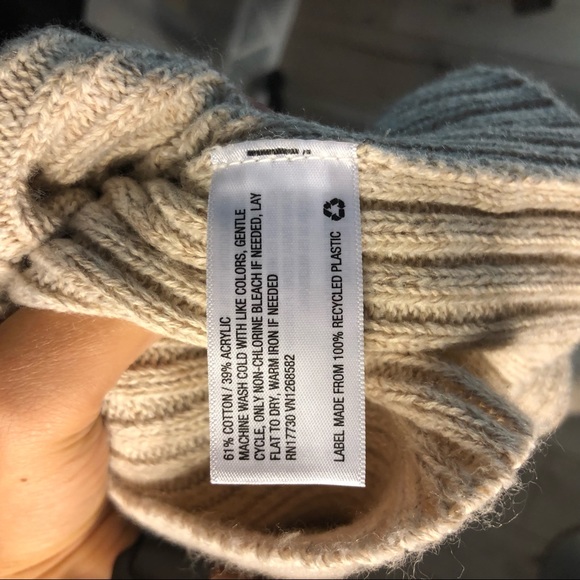 61% COTTON / 39% ACRYLIC
MACHINE WASH COLD WITH LIKE COLORS, GENTLE
CYCLE, ONLY NON-CHLORINE BLEACH IF NEEDED, LAY
FLAT TO DRY, WARM IRON IF NEEDED
RN17730 VN1268582
LABEL MADE FROM 100% RECYCLED PLASTIC